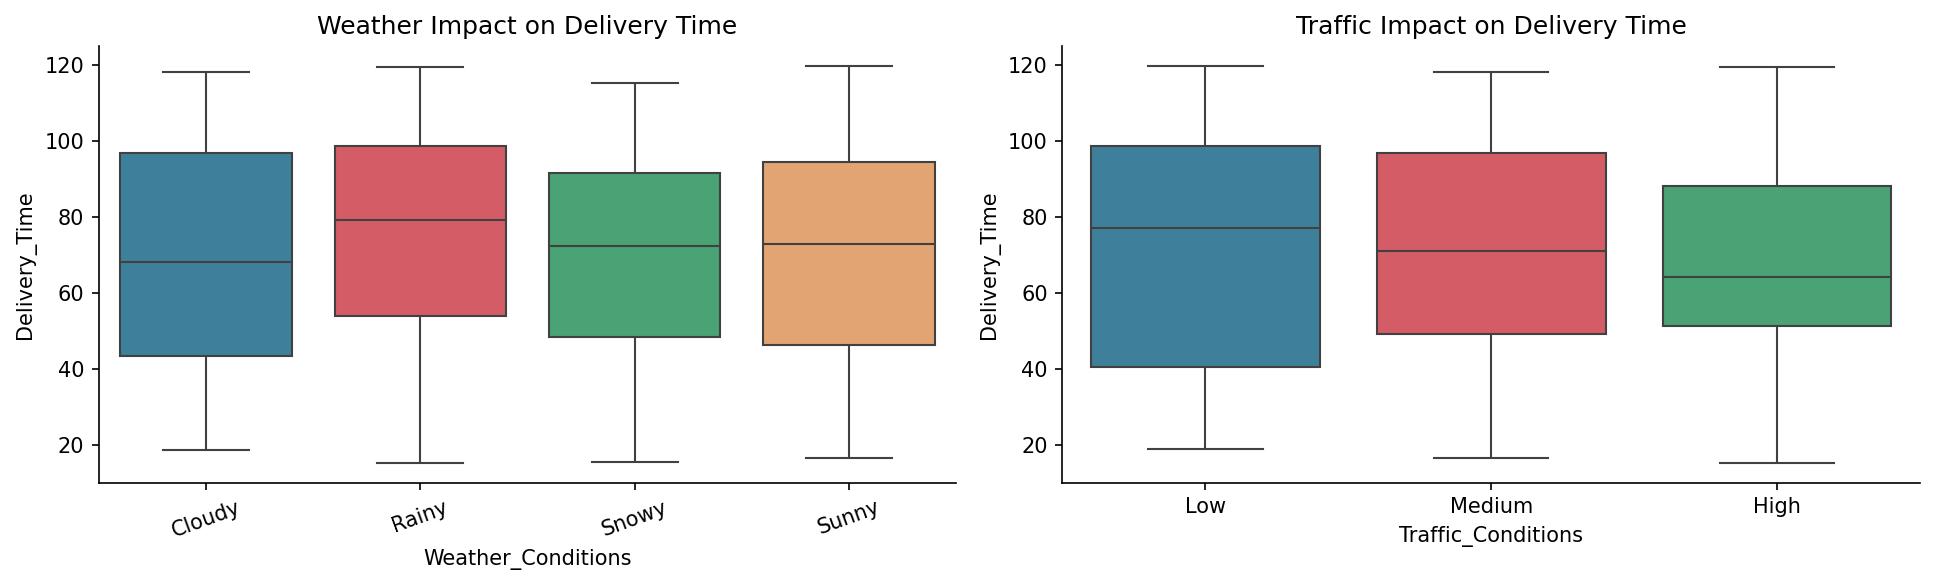 Weather Impact on Delivery Time
Delivery_Time
120
100
80
60
40
20
Cloudy
Rainy
Snowy
Sunny
Weather_Conditions
Traffic Impact on Delivery Time
Delivery_Time
120
100
80
60
40
20
Low
Medium
High
Traffic_Conditions